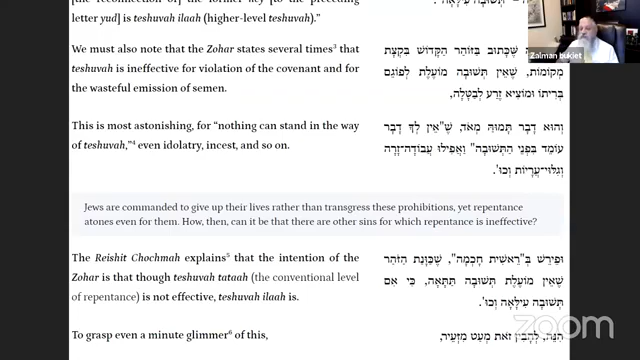 [the reconnection of] the former hey [to the preceding
letter yud] is teshuvah ilaah (higher-level teshuvah)."
We must also note that the Zohar states several times³ that
teshuvah is ineffective for violation of the covenant and for
the wasteful emission of semen.
This is most astonishing, for "nothing can stand in the way
of teshuvah,"⁴ even idolatry, incest, and so on.
Jews are commanded to give up their lives rather than transgress these prohibitions, yet repentance
atones even for them. How, then, can it be that there are other sins for which repentance is ineffective?
The Reishit Chochmah explains⁵ that the intention of the
Zohar is that though teshuvah tataah (the conventional level
of repentance) is not effective, teshuvah ilaah is.
To grasp even a minute glimmer⁶ of this,
שֶּׁכָּתוּב בַּזּוֹהַר הַקָּדוֹשׁ בִּקְצָת
מְקוֹמוֹת, שֶׁאֵין תְּשׁוּבָה מוֹעֶלֶת לְפוֹגֵם
בְּרִיתוֹ וּמוֹצִיא זֶרַע לְבַטָּלָה,
וְהוּא דָּבָר תָּמוּהַּ מְאֹד, שֶׁ"אֵין לְךָ דָּבָר
עוֹמֵד בִּפְנֵי הַתְּשׁוּבָה" וַאֲפִילוּ עֲבוֹדָה־זָרָה
וְגִלּוּי־עֲרָיוֹת וְכוּ'.
וּפֵירֵשׁ בְּ"רֵאשִׁית חָכְמָה", שֶׁכַּוָּנַת הַזֹּהַר
שֶׁאֵין מוֹעֶלֶת תְּשׁוּבָה תַּתָּאָה, כִּי אִם
תְּשׁוּבָה עִילָּאָה וְכוּ'.
הִנֵּה, לְהָבִין זֹאת מְעַט מִזְּעֵיר,
Zalman bukiet
zoom